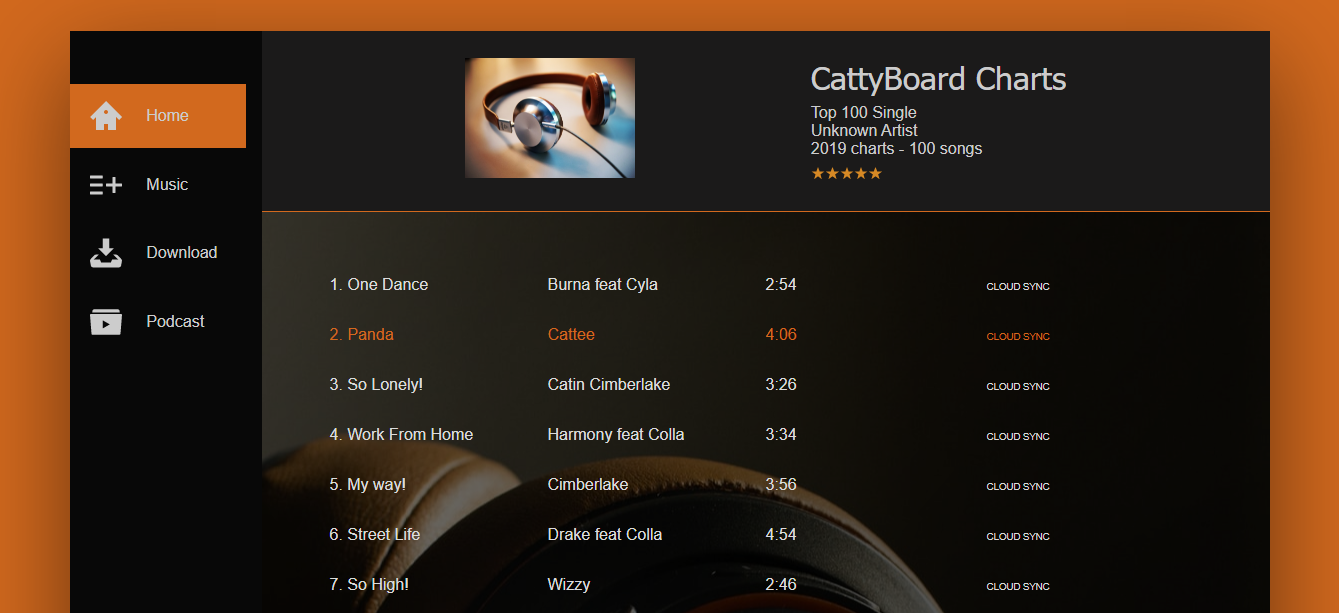 Home
Music
Download
Podcast
CattyBoard Charts
Top 100 Single
Unknown Artist
2019 charts - 100 songs
★★★★★
1. One Dance Burna feat Cyla 2:54 CLOUD SYNC
2. Panda Cattee 4:06 CLOUD SYNC
3. So Lonely! Catin Cimberlake 3:26 CLOUD SYNC
4. Work From Home Harmony feat Colla 3:34 CLOUD SYNC
5. My way! Cimberlake 3:56 CLOUD SYNC
6. Street Life Drake feat Colla 4:54 CLOUD SYNC
7. So High! Wizzy 2:46 CLOUD SYNC